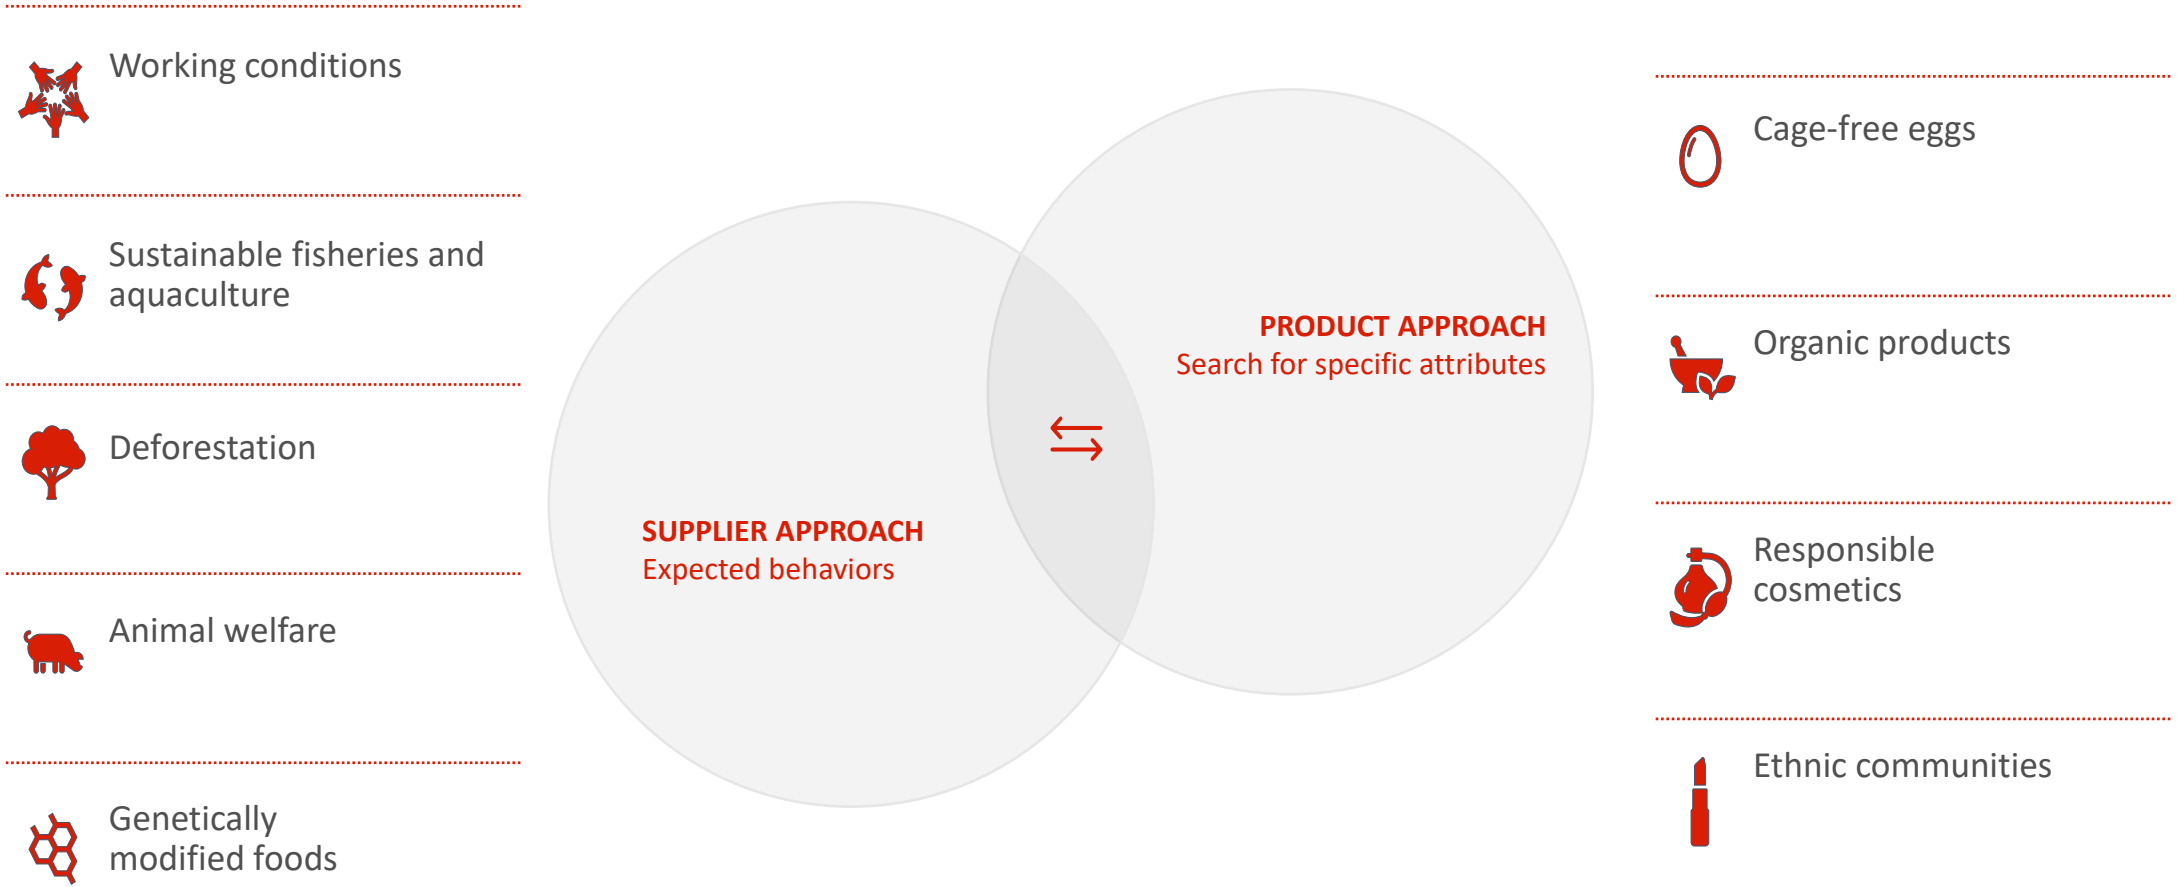 Working conditions
Sustainable fisheries and
aquaculture
Deforestation
Animal welfare
Genetically
modified foods
SUPPLIER APPROACH
Expected behaviors
PRODUCT APPROACH
Search for specific attributes
Cage-free eggs
Organic products
Responsible
cosmetics
Ethnic communities